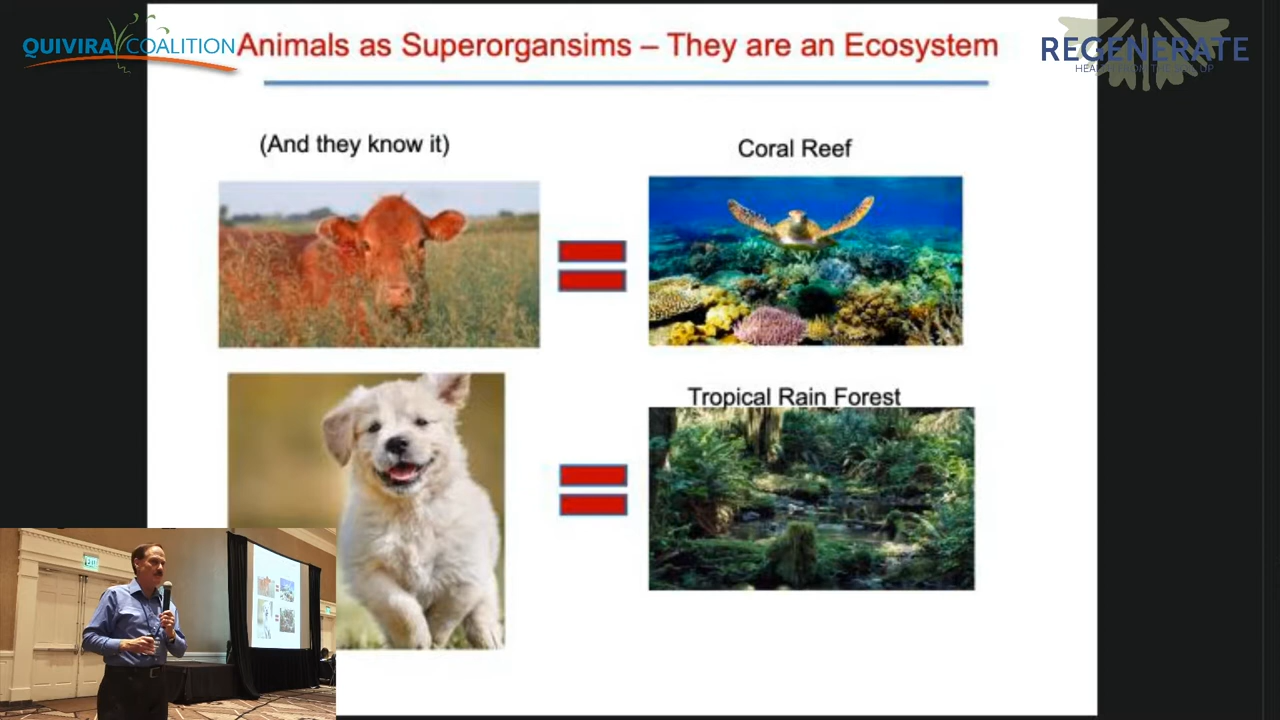 QUIVIRA COALITION
Animals as Superorgansims – They are an Ecosystem
REGENERATE
(And they know it)
Coral Reef
Tropical Rain Forest